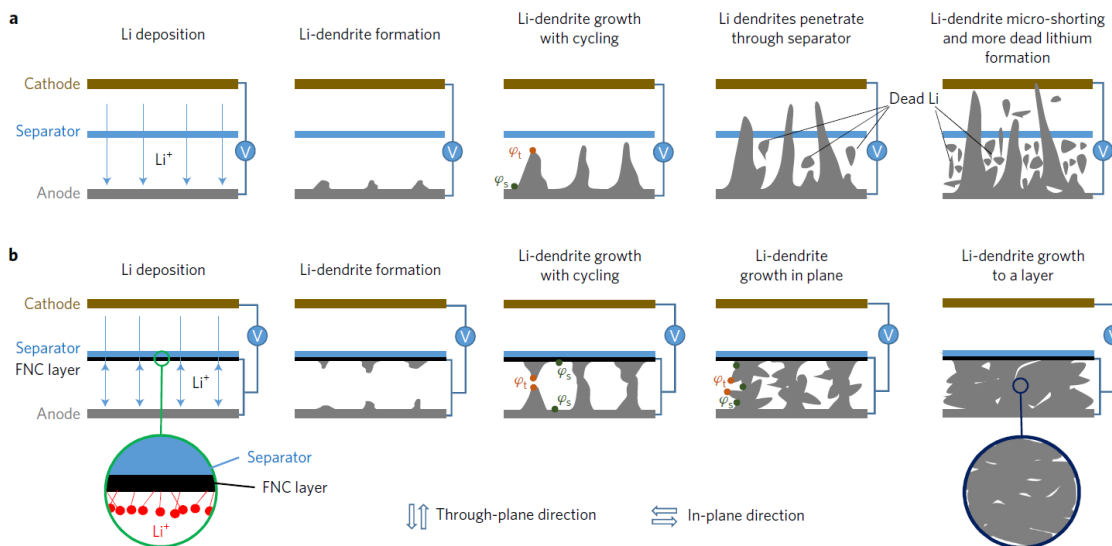 a
Li deposition
Li-dendrite formation
Li-dendrite growth
with cycling
Li dendrites penetrate
through separator
Li-dendrite micro-shorting
and more dead lithium
formation
Cathode
Separator
Anode
Li⁺
V
V
φt
φs
V
Dead Li
V
V
b
Li deposition
Li-dendrite formation
Li-dendrite growth
with cycling
Li-dendrite
growth in plane
Li-dendrite growth
to a layer
Cathode
Separator
FNC layer
Anode
Li⁺
V
V
φs
φt
φs
V
φt
φs
V
V
Separator
FNC layer
Li⁺
Through-plane direction
In-plane direction